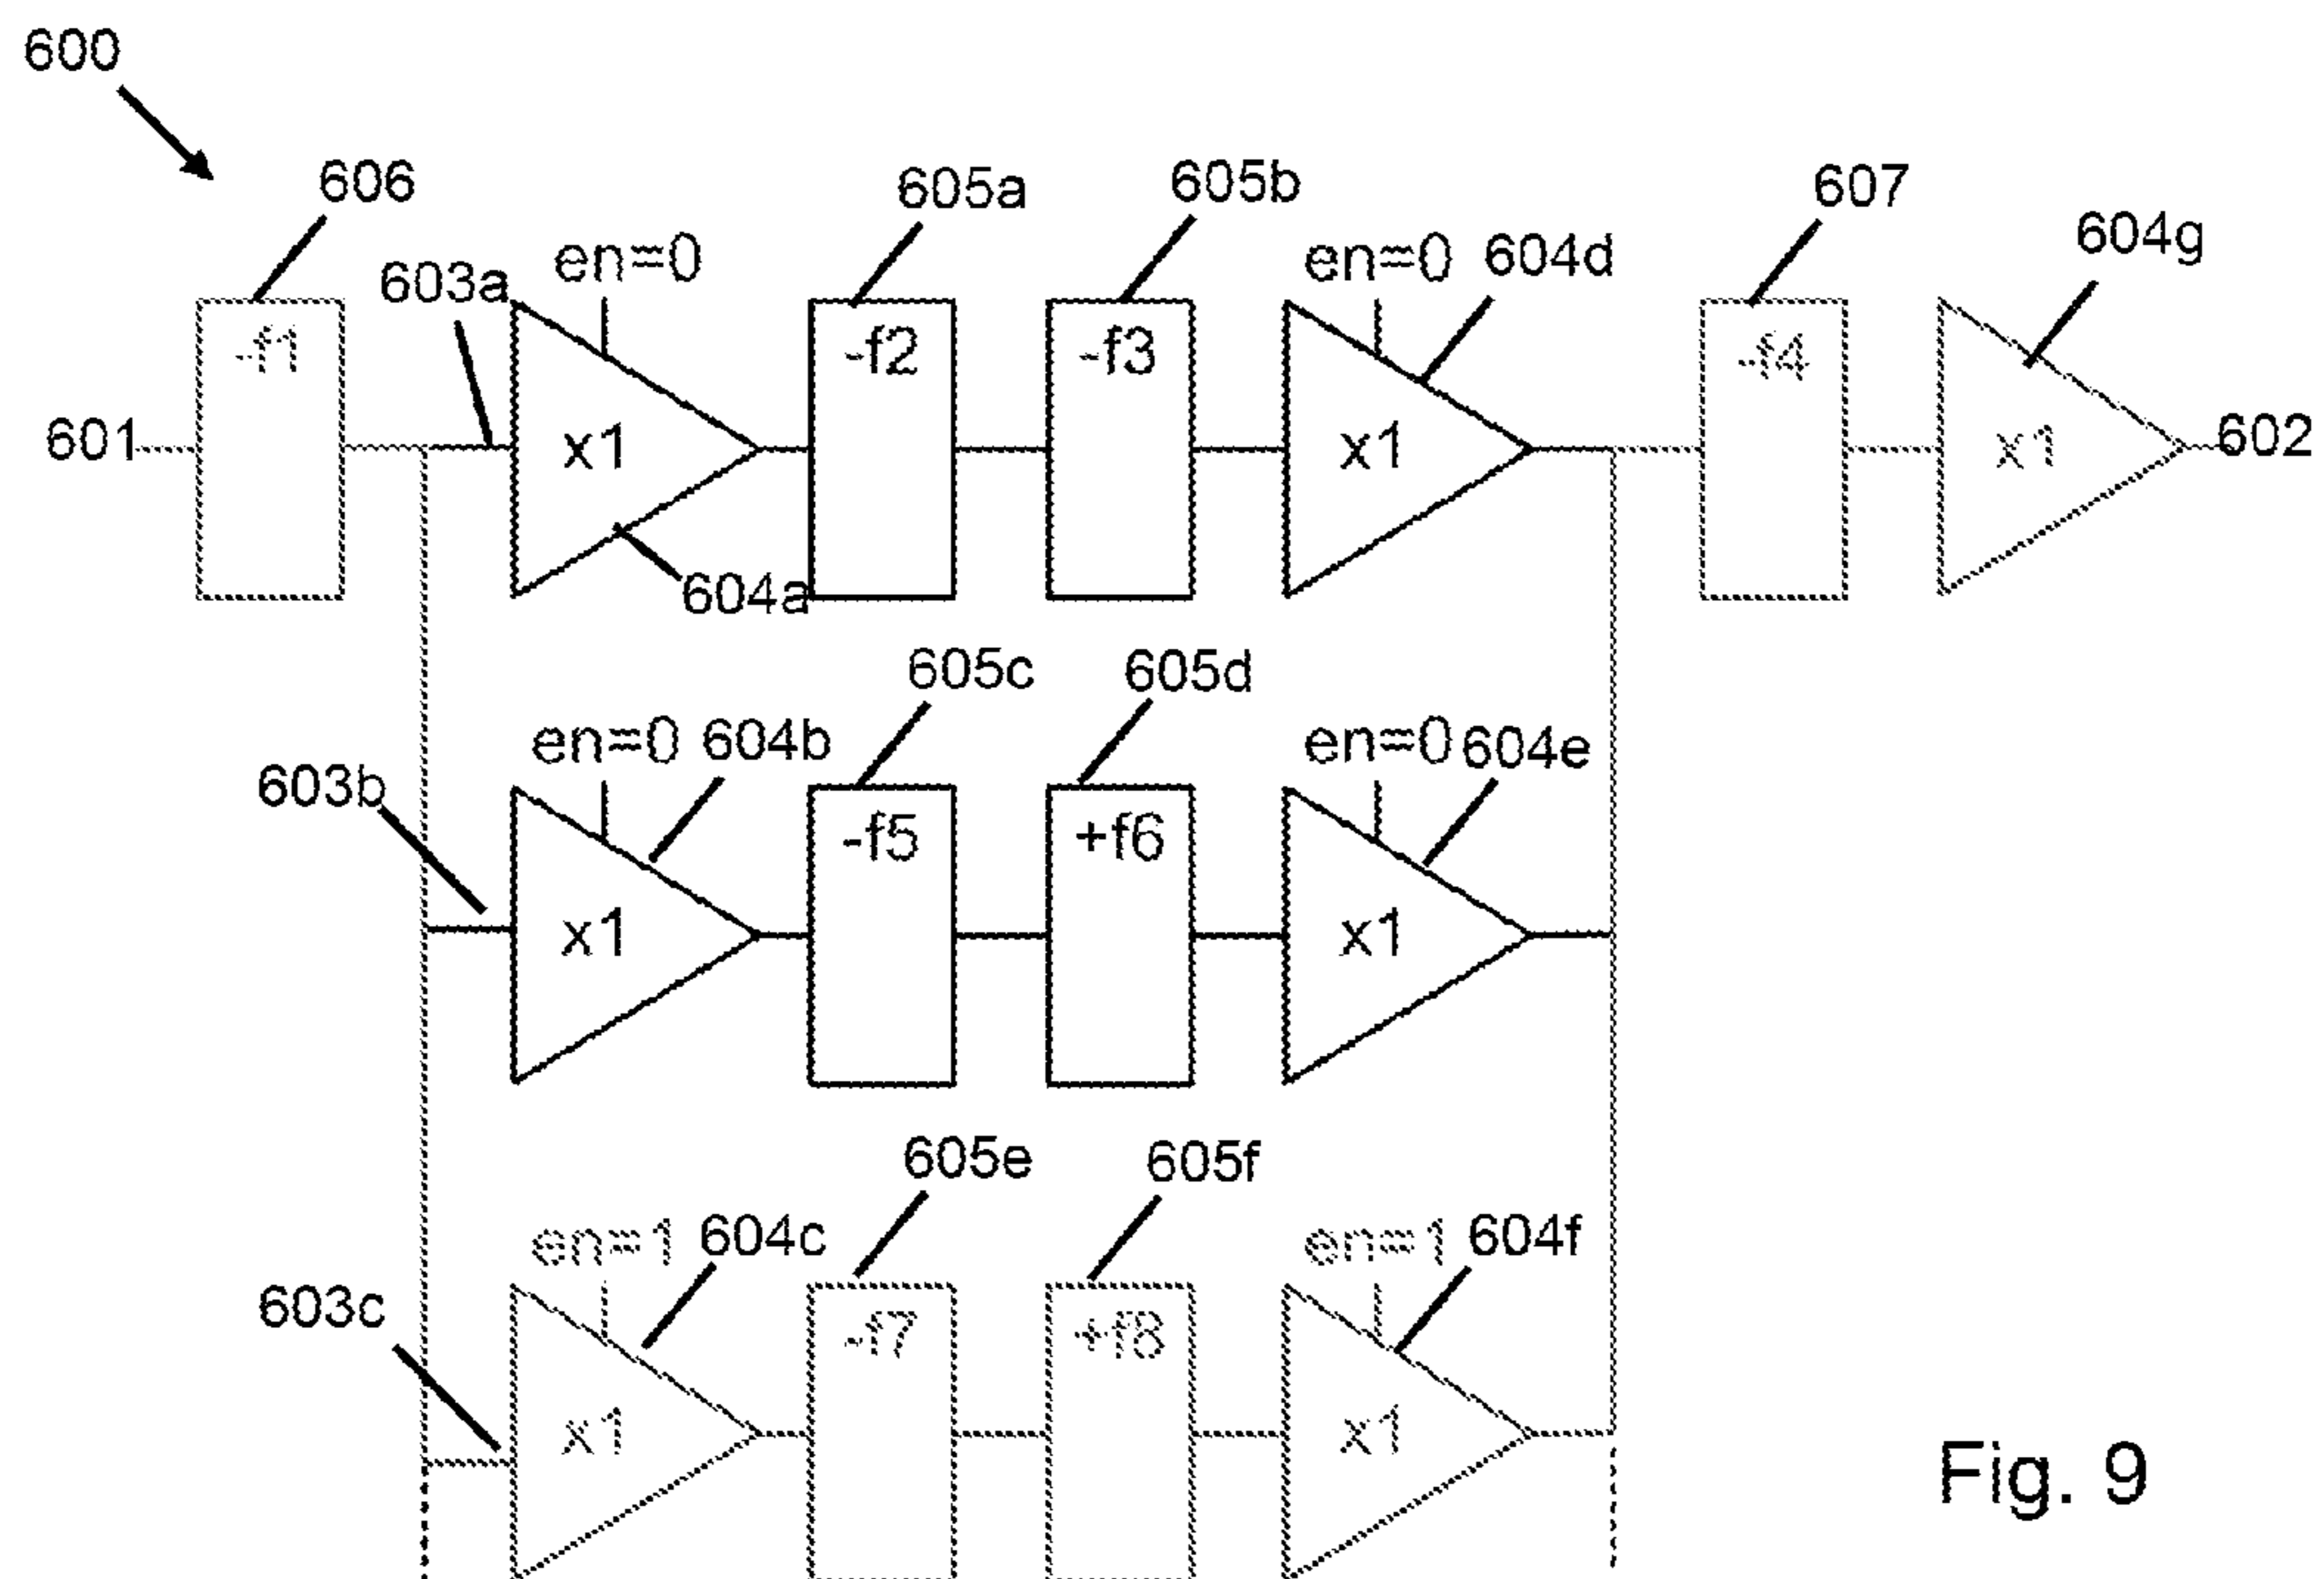 600
606
605a
605b
607
604g
603a
en=0
en=0
604d
-f1
-f2
-f3
-f4
601
x1
x1
x1
602
604a
605c
605d
en=0
604b
en=0
604e
603b
-f5
+f6
x1
x1
605e
605f
en=1
604c
en=1
604f
603c
-f7
+f8
x1
x1
Fig. 9